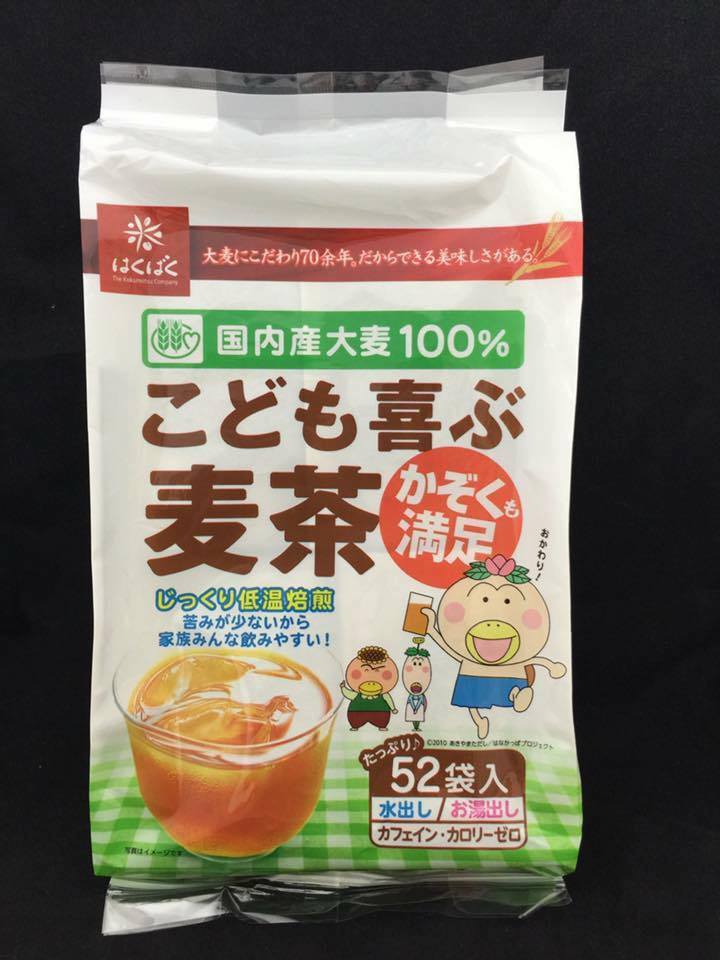 はくばく
The Kokumotsu Company
大麦にこだわり70余年。だからできる美味しさがある。
国内産大麦100%
こども喜ぶ
麦茶
かぞくも
満足
おかわり!
じっくり低温焙煎
苦みが少ないから
家族みんな飲みやすい!
©2010 あきやまただし/はなかっぱプロジェクト
たっぷり♪
52袋入
水出し/お湯出し
カフェイン・カロリーゼロ
写真はイメージです